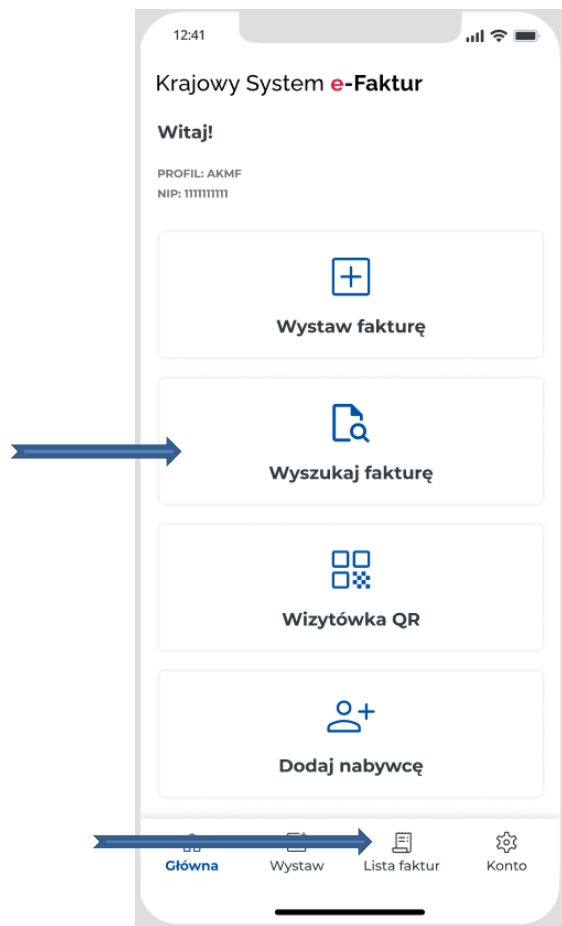 12:41
Krajowy System e-Faktur
Witaj!
PROFIL: AKMF
NIP: 1111111111
Wystaw fakturę
Wyszukaj fakturę
Wizytówka QR
Dodaj nabywcę
Główna Wystaw Lista faktur Konto